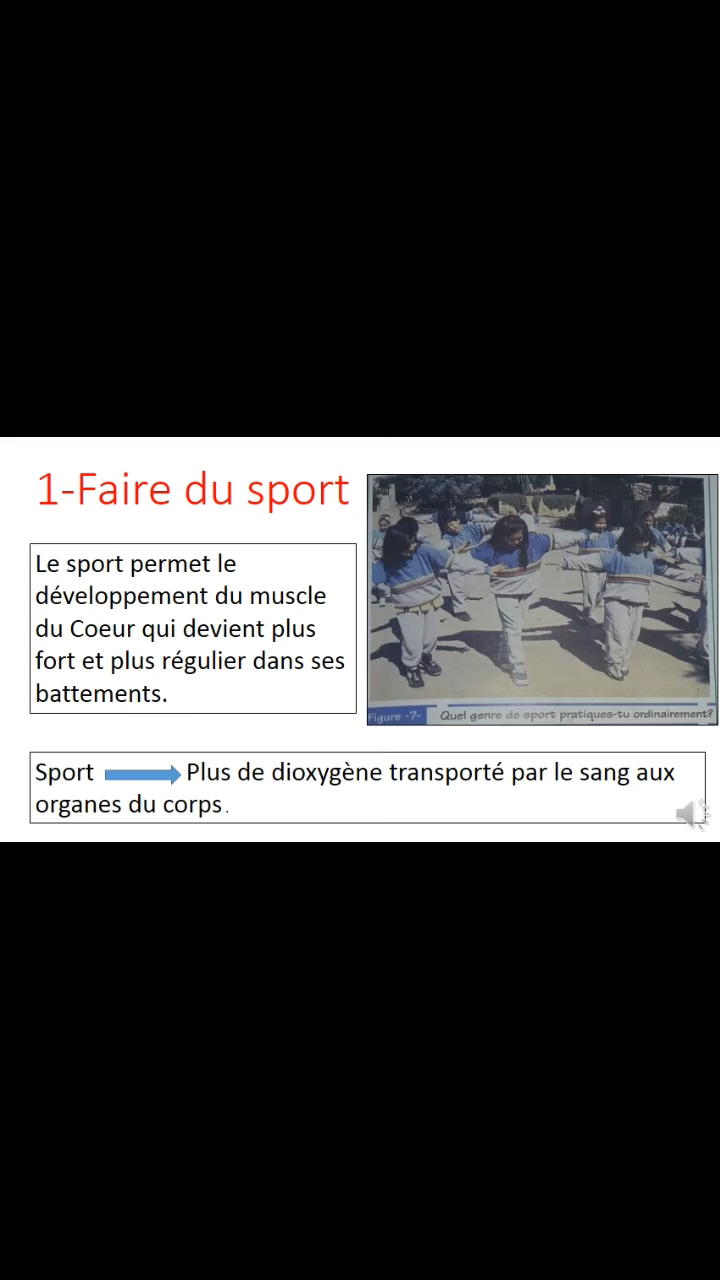 1-Faire du sport
Le sport permet le
développement du muscle
du Coeur qui devient plus
fort et plus régulier dans ses
battements.
Figure -7- Quel genre de sport pratiques-tu ordinairement?
Sport Plus de dioxygène transporté par le sang aux
organes du corps.